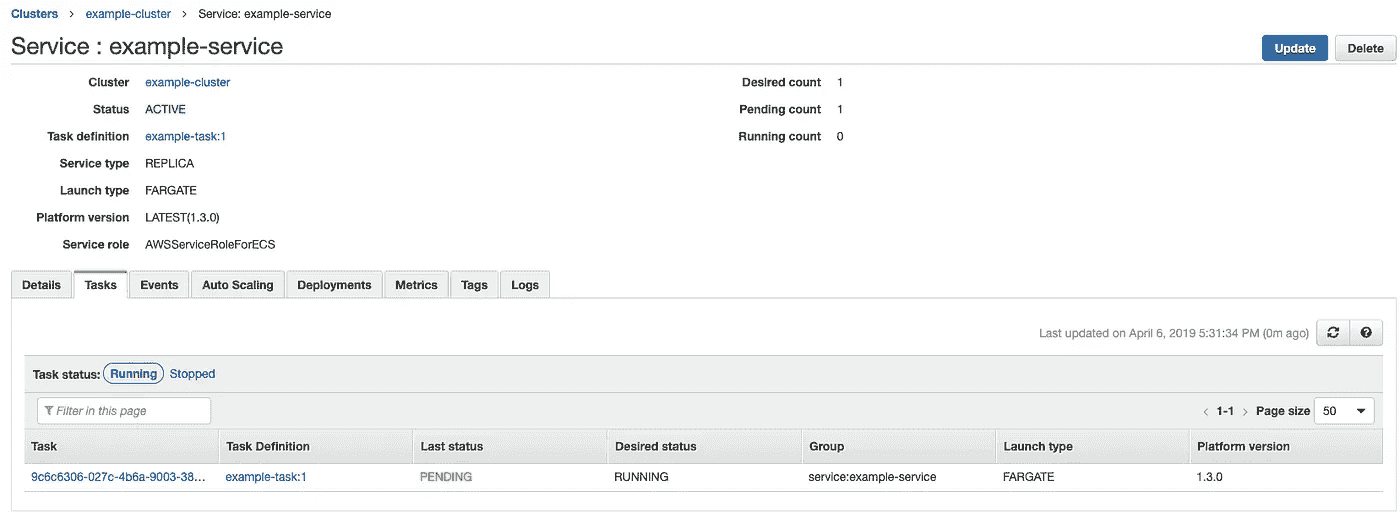 Clusters > example-cluster > Service: example-service
Service : example-service
Update Delete
Cluster example-cluster Desired count 1
Status ACTIVE Pending count 1
Task definition example-task:1 Running count 0
Service type REPLICA
Launch type FARGATE
Platform version LATEST(1.3.0)
Service role AWSServiceRoleForECS
Details Tasks Events Auto Scaling Deployments Metrics Tags Logs
Last updated on April 6, 2019 5:31:34 PM (0m ago)
Task status: Running Stopped
Filter in this page < 1-1 > Page size 50
Task Task Definition Last status Desired status Group Launch type Platform version
9c6c6306-027c-4b6a-9003-38... example-task:1 PENDING RUNNING service:example-service FARGATE 1.3.0